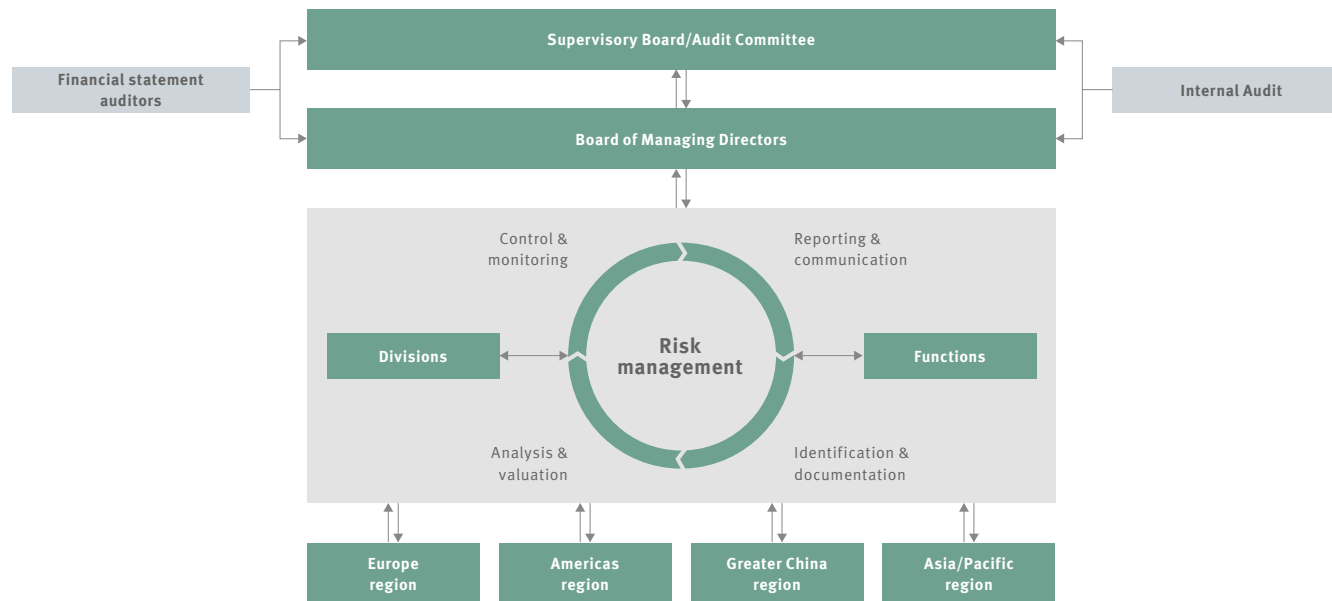 Supervisory Board/Audit Committee
Financial statement
auditors
Internal Audit
Board of Managing Directors
Control &
monitoring
Reporting &
communication
Divisions
Risk
management
Functions
Analysis &
valuation
Identification &
documentation
Europe
region
Americas
region
Greater China
region
Asia/Pacific
region